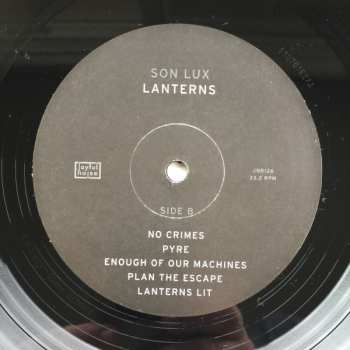 SON LUX
LANTERNS
joyful
noise
JNR126
33.3 RPM
SIDE B
NO CRIMES
PYRE
ENOUGH OF OUR MACHINES
PLAN THE ESCAPE
LANTERNS LIT